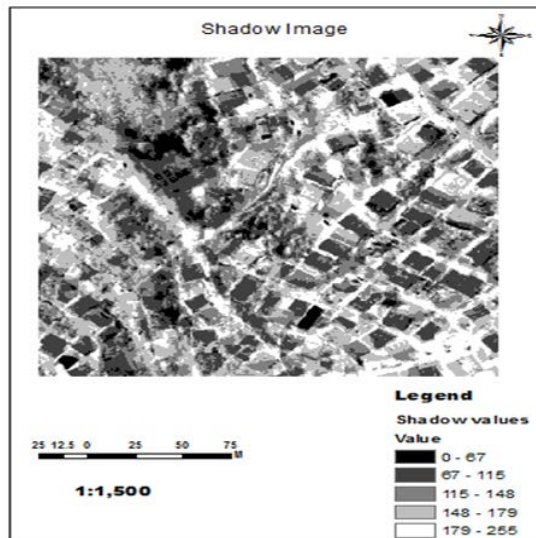 Shadow Image
25 12.5 0 25 50 75
M
1:1,500
Legend
Shadow values
Value
0 - 67
67 - 115
115 - 148
148 - 179
179 - 255